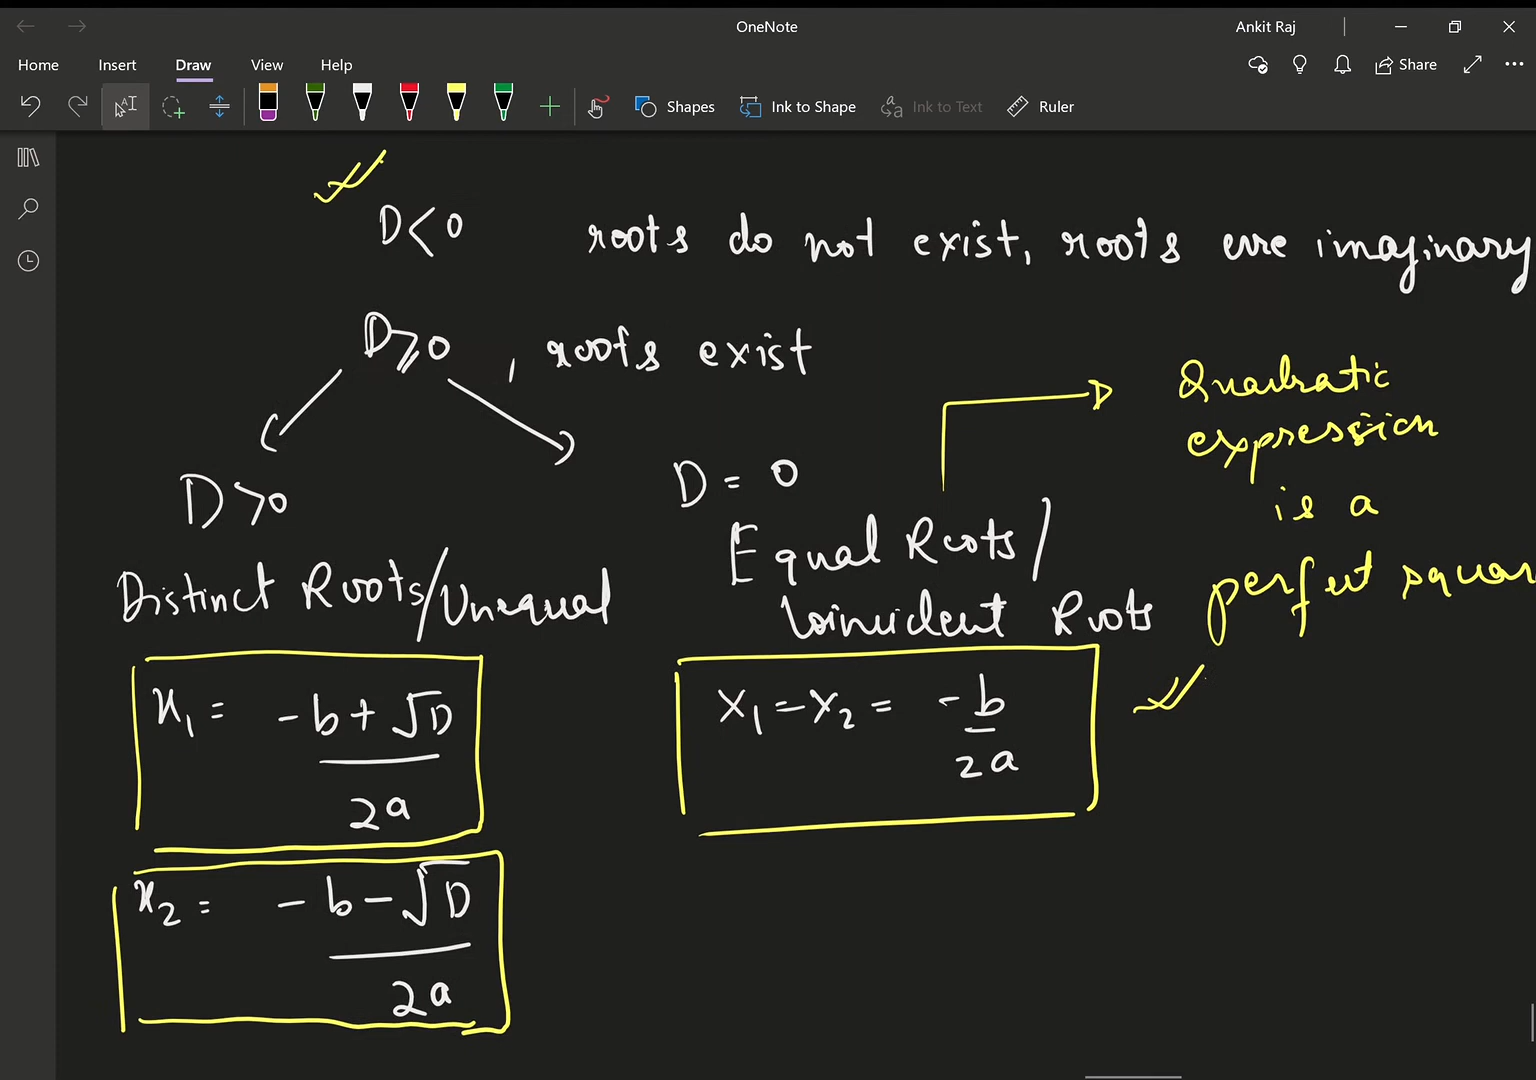 OneNote
Ankit Raj
Home Insert Draw View Help
Share
Shapes Ink to Shape Ink to Text Ruler
D<0 roots do not exist, roots are imaginary
D⩾0 , roots exist
Quadratic
expression
is a
perfect squar
D>0
D = 0
Distinct Roots/Unequal
Equal Roots/
Coincident Roots
x₁ = -b+√D
2a
x₁=x₂= -b
2a
x₂ = -b-√D
2a